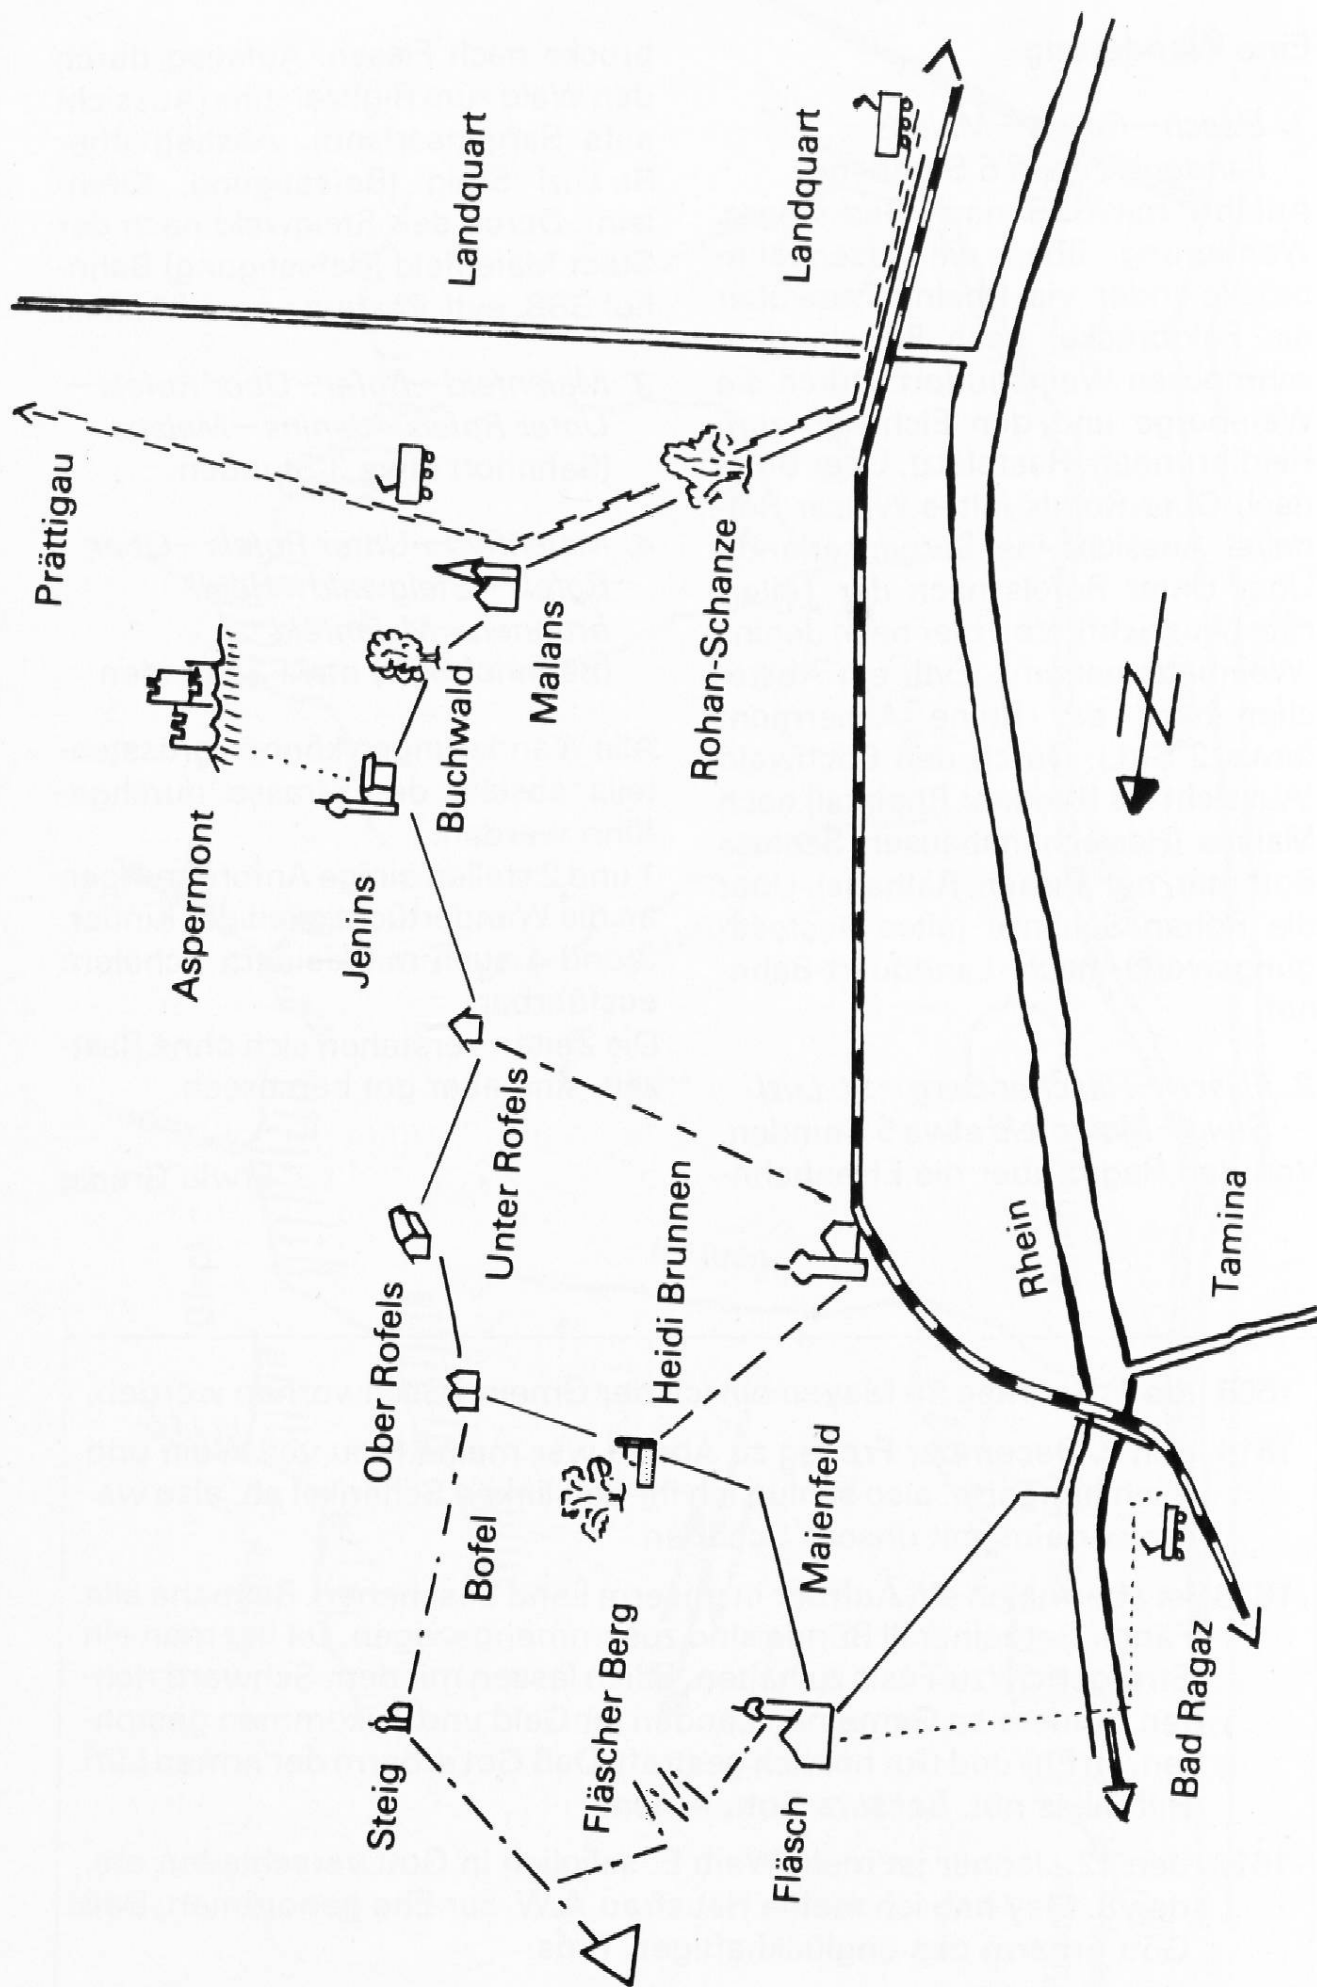 Prättigau
Landquart
Landquart
Aspermont
Jenins
Buchwald
Malans
Rohan-Schanze
Ober Rofels
Unter Rofels
Heidi Brunnen
Bofel
Steig
Fläscher Berg
Maienfeld
Fläsch
Rhein
Tamina
Bad Ragaz